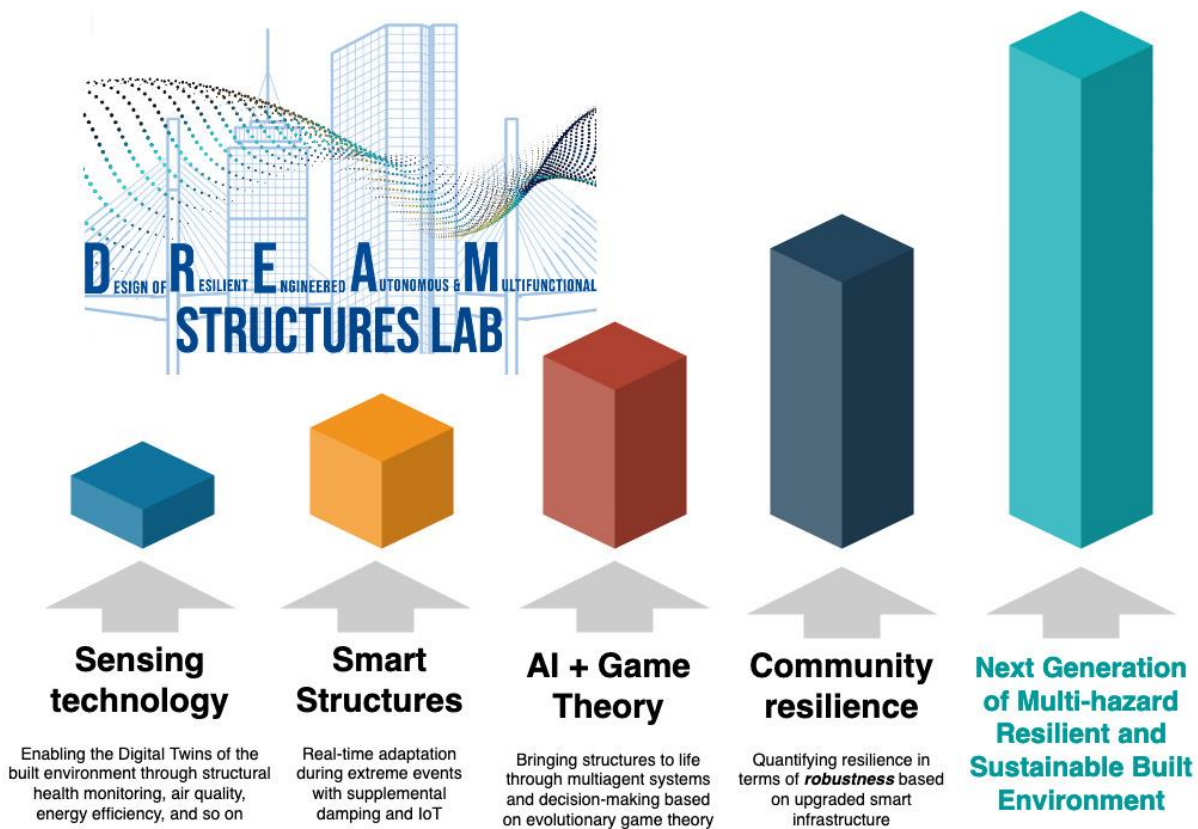 DESIGN OF RESILIENT ENGINEERED AUTONOMOUS & MULTIFUNCTIONAL
STRUCTURES LAB
Sensing
technology
Enabling the Digital Twins of the
built environment through structural
health monitoring, air quality,
energy efficiency, and so on
Smart
Structures
Real-time adaptation
during extreme events
with supplemental
damping and IoT
AI + Game
Theory
Bringing structures to life
through multiagent systems
and decision-making based
on evolutionary game theory
Community
resilience
Quantifying resilience in
terms of robustness based
on upgraded smart
infrastructure
Next Generation
of Multi-hazard
Resilient and
Sustainable Built
Environment